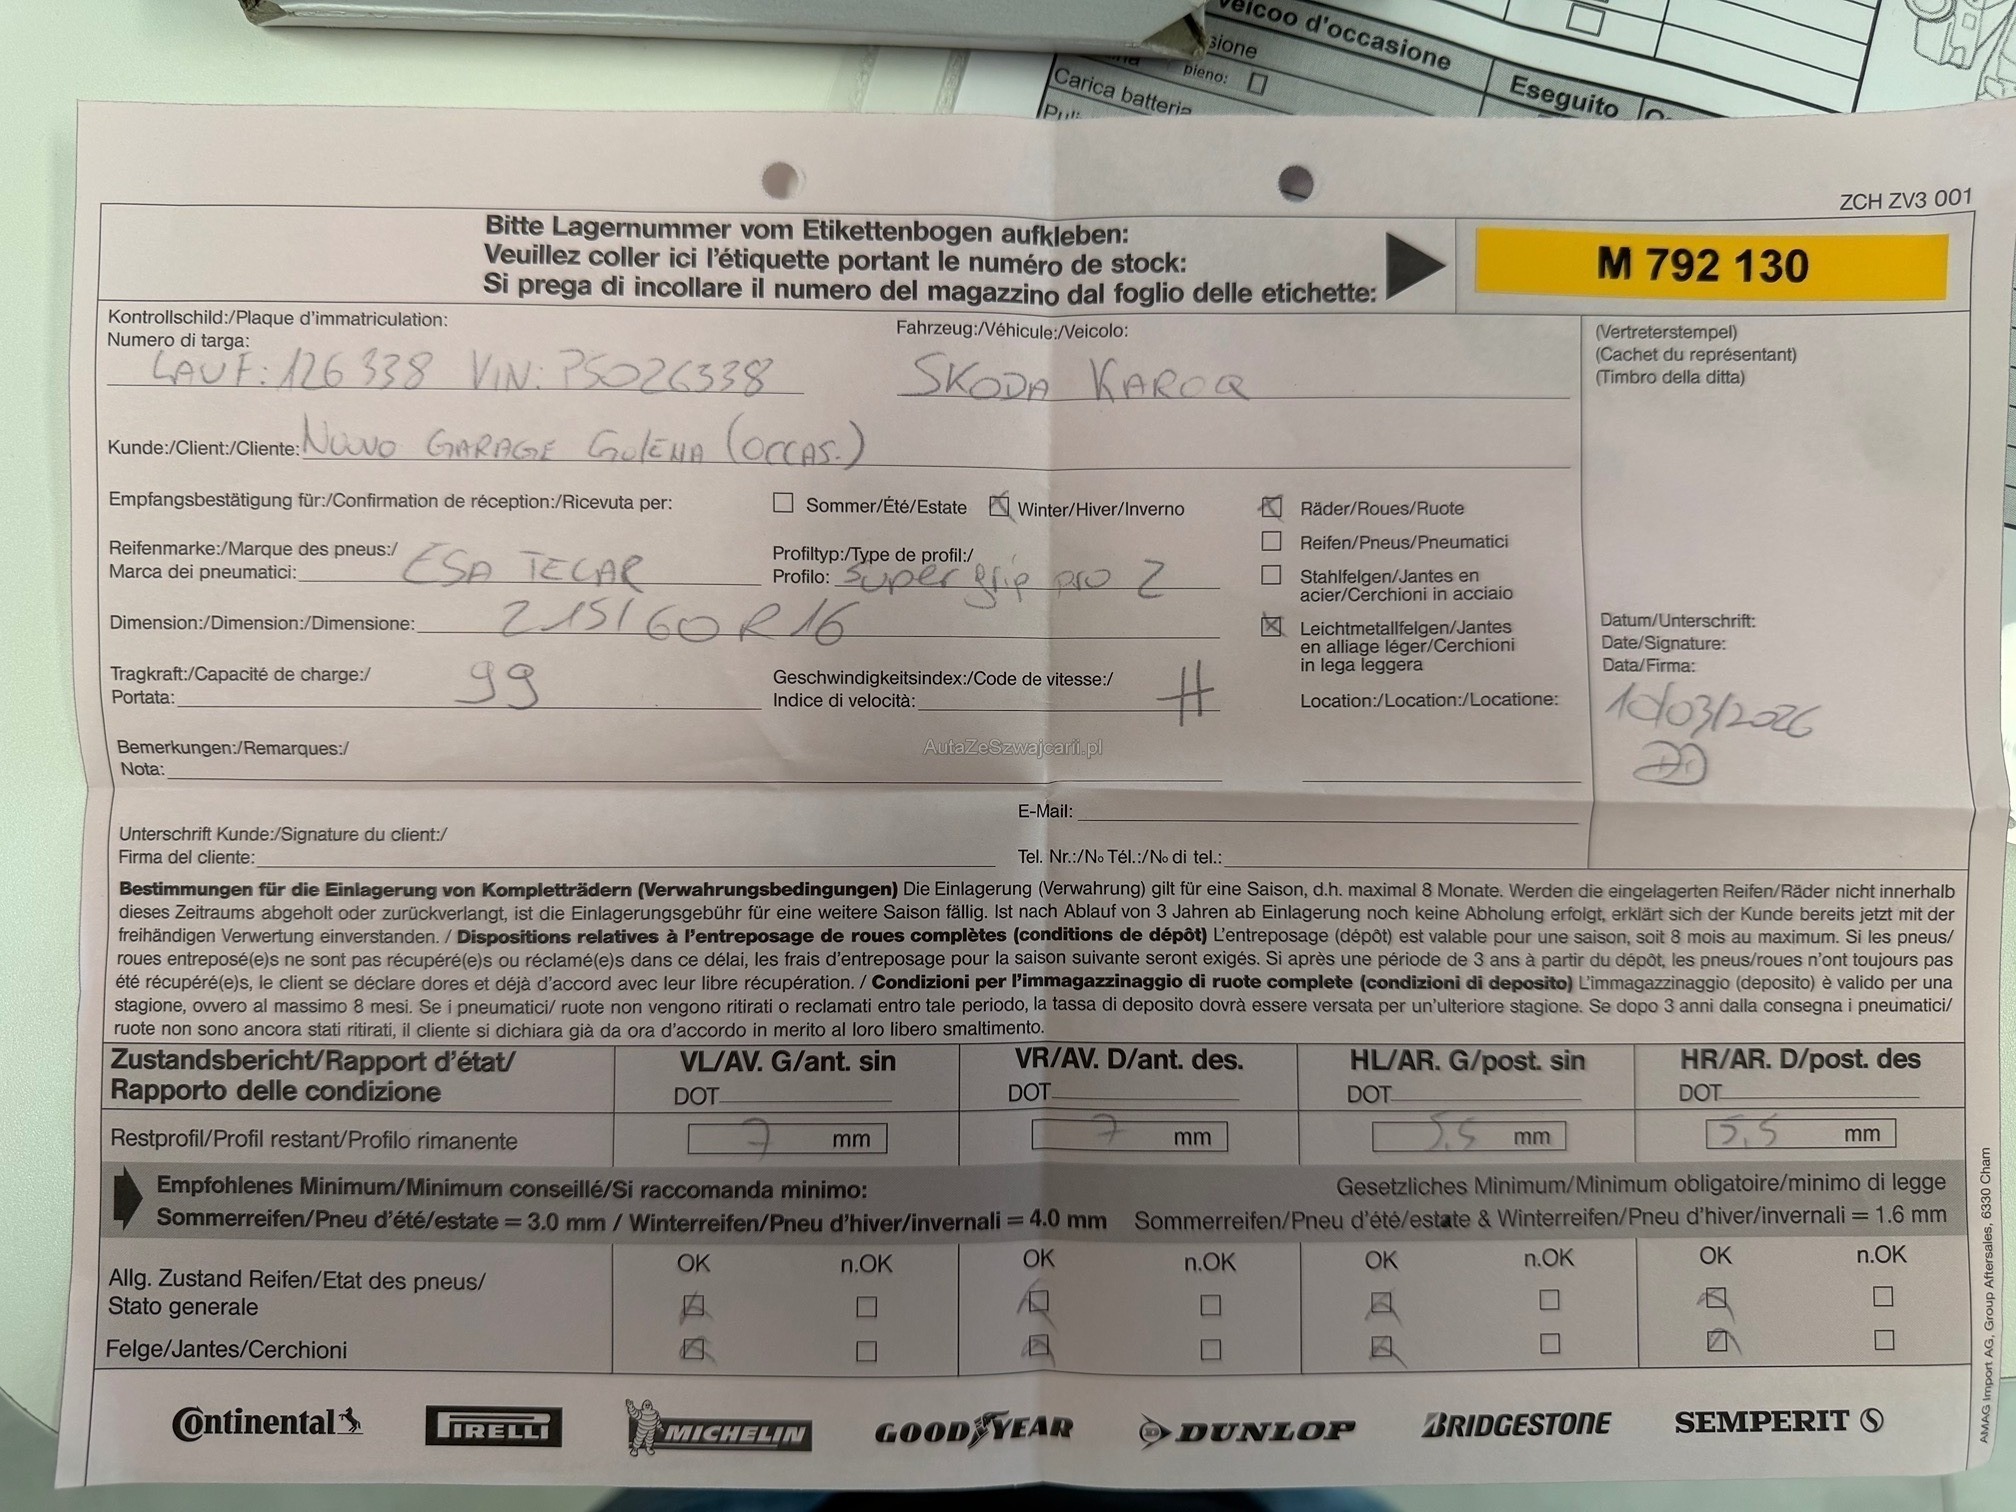 veicoo d'occasione
sione
pieno:
Carica batteria
Eseguito
ZCH ZV3 001
Bitte Lagernummer vom Etikettenbogen aufkleben:
Veuillez coller ici l'étiquette portant le numéro de stock:
Si prega di incollare il numero del magazzino dal foglio delle etichette:
M 792 130
Kontrollschild:/Plaque d'immatriculation:
Numero di targa:
LAUF: 126338 VIN: P5026338
Fahrzeug:/Véhicule:/Veicolo:
SKODA KAROQ
(Vertreterstempel)
(Cachet du représentant)
(Timbro della ditta)
Kunde:/Client:/Cliente: NUOVO GARAGE (OCCAS.)
Empfangsbestätigung für:/Confirmation de réception:/Ricevuta per:
Sommer/Été/Estate
Winter/Hiver/Inverno
Räder/Roues/Ruote
Reifen/Pneus/Pneumatici
Stahlfelgen/Jantes en
acier/Cerchioni in acciaio
Leichtmetallfelgen/Jantes
en alliage léger/Cerchioni
in lega leggera
Reifenmarke:/Marque des pneus:/
Marca dei pneumatici: ESA TECAR
Profiltyp:/Type de profil:/
Profilo: super grip pro 2
Dimension:/Dimension:/Dimensione: 215/60 R 16
Tragkraft:/Capacité de charge:/
Portata: 99
Geschwindigkeitsindex:/Code de vitesse:/
Indice di velocità: H
Location:/Location:/Locatione:
Datum/Unterschrift:
Date/Signature:
Data/Firma:
10/03/2026
Bemerkungen:/Remarques:/
Nota:
AutaZeSzwajcarii.pl
E-Mail:
Unterschrift Kunde:/Signature du client:/
Firma del cliente:
Tel. Nr.:/No Tél.:/No di tel.:
Bestimmungen für die Einlagerung von Kompletträdern (Verwahrungsbedingungen) Die Einlagerung (Verwahrung) gilt für eine Saison, d.h. maximal 8 Monate. Werden die eingelagerten Reifen/Räder nicht innerhalb
dieses Zeitraums abgeholt oder zurückverlangt, ist die Einlagerungsgebühr für eine weitere Saison fällig. Ist nach Ablauf von 3 Jahren ab Einlagerung noch keine Abholung erfolgt, erklärt sich der Kunde bereits jetzt mit der
freihändigen Verwertung einverstanden. / Dispositions relatives à l'entreposage de roues complètes (conditions de dépôt) L'entreposage (dépôt) est valable pour une saison, soit 8 mois au maximum. Si les pneus/
roues entreposé(e)s ne sont pas récupéré(e)s ou réclamé(e)s dans ce délai, les frais d'entreposage pour la saison suivante seront exigés. Si après une période de 3 ans à partir du dépôt, les pneus/roues n'ont toujours pas
été récupéré(e)s, le client se déclare dores et déjà d'accord avec leur libre récupération. / Condizioni per l'immagazzinaggio di ruote complete (condizioni di deposito) L'immagazzinaggio (deposito) è valido per una
stagione, ovvero al massimo 8 mesi. Se i pneumatici/ ruote non vengono ritirati o reclamati entro tale periodo, la tassa di deposito dovrà essere versata per un'ulteriore stagione. Se dopo 3 anni dalla consegna i pneumatici/
ruote non sono ancora stati ritirati, il cliente si dichiara già da ora d'accordo in merito al loro libero smaltimento.
Zustandsbericht/Rapport d'état/
Rapporto delle condizione
VL/AV. G/ant. sin
DOT
VR/AV. D/ant. des.
DOT
HL/AR. G/post. sin
DOT
HR/AR. D/post. des
DOT
Restprofil/Profil restant/Profilo rimanente
7 mm
7 mm
5,5 mm
5,5 mm
Empfohlenes Minimum/Minimum conseillé/Si raccomanda minimo:
Sommerreifen/Pneu d'été/estate = 3.0 mm / Winterreifen/Pneu d'hiver/invernali = 4.0 mm
Gesetzliches Minimum/Minimum obligatoire/minimo di legge
Sommerreifen/Pneu d'été/estate & Winterreifen/Pneu d'hiver/invernali = 1.6 mm
OK n.OK OK n.OK OK n.OK OK n.OK
Allg. Zustand Reifen/Etat des pneus/
Stato generale
Felge/Jantes/Cerchioni
Continental PIRELLI MICHELIN GOODYEAR DUNLOP BRIDGESTONE SEMPERIT
AMAG Import AG, Group Aftersales, 6330 Cham